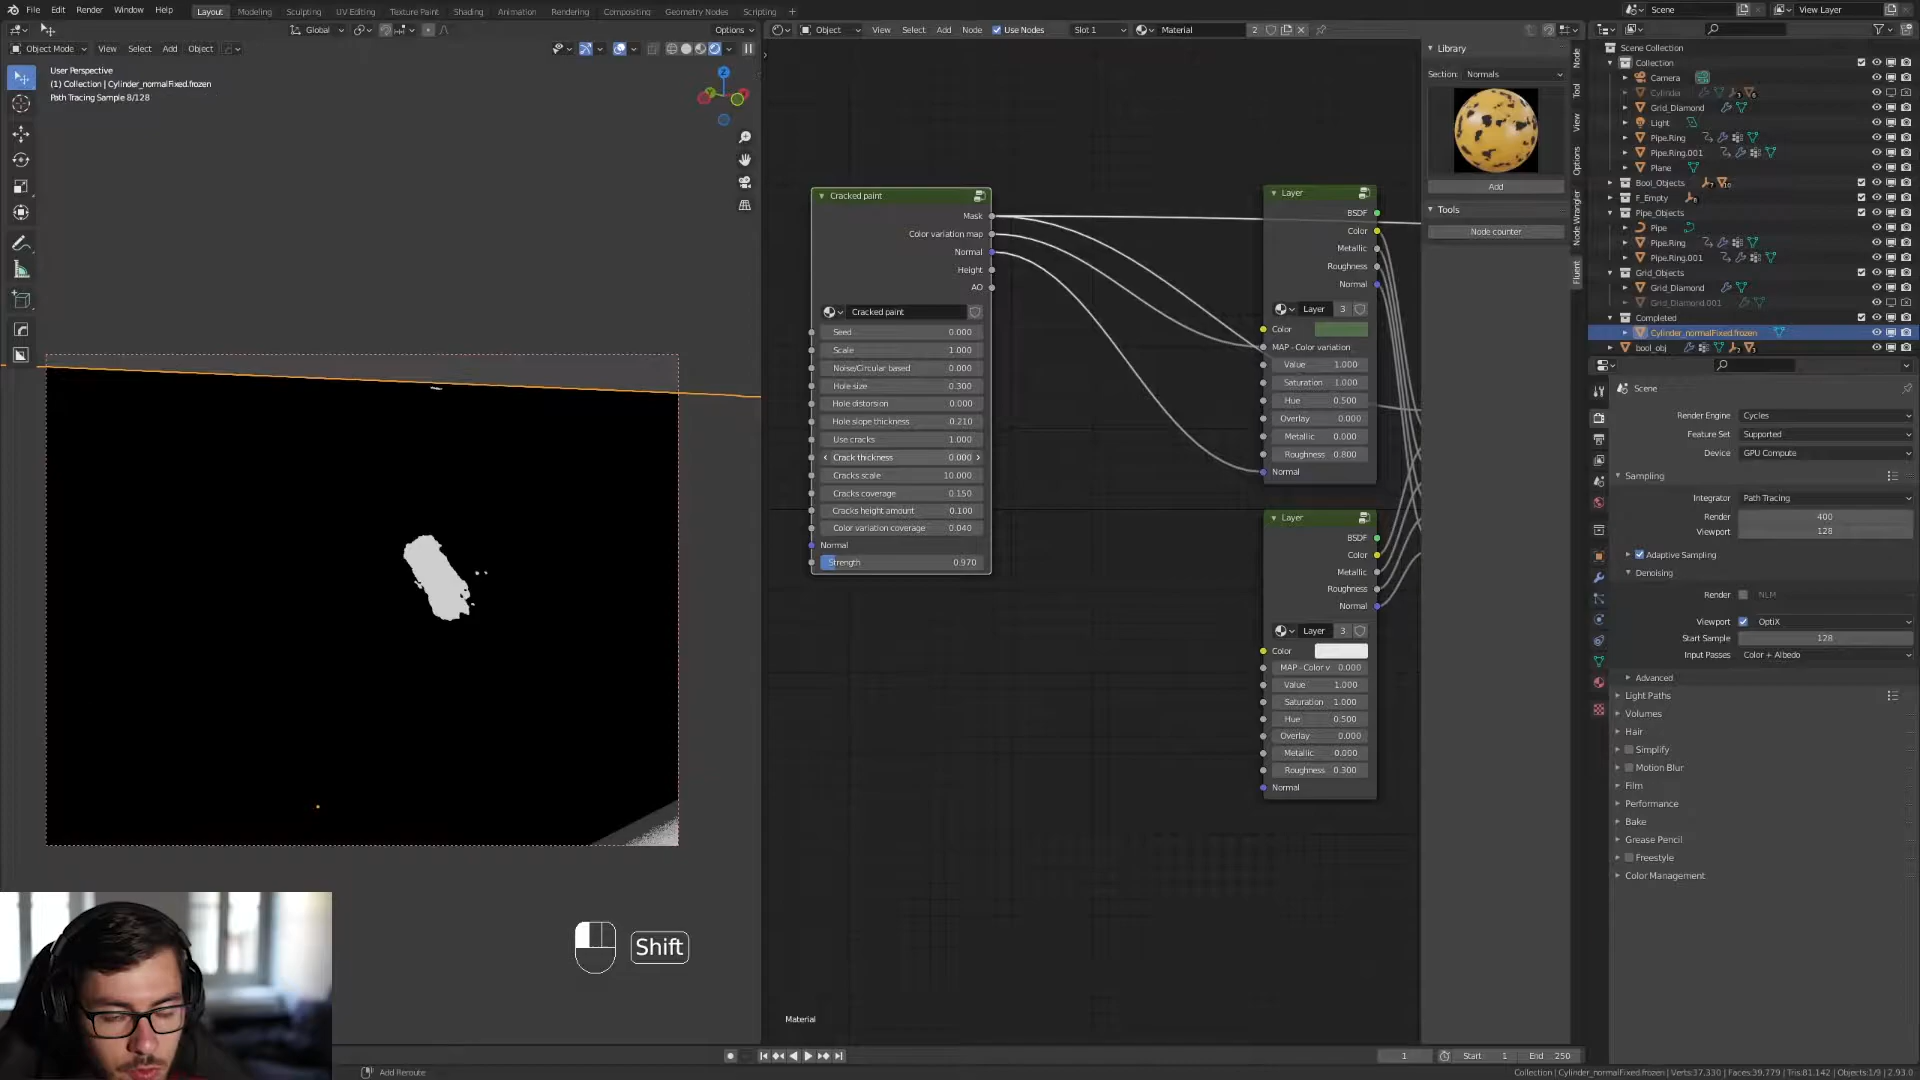 File Edit Render Window Help Layout Modeling Sculpting UV Editing Texture Paint Shading Animation Rendering Compositing Geometry Nodes Scripting + Scene View Layer
Global Options
Object Mode View Select Add Object
User Perspective
(1) Collection | Cylinder_normalFixed.frozen
Path Tracing Sample 8/128
Z
Object View Select Add Node Use Nodes Slot 1 Material 2
Cracked paint
Mask
Color variation map
Normal
Height
AO
Cracked paint
Seed 0.000
Scale 1.000
Noise/Circular based 0.000
Hole size 0.300
Hole distorsion 0.000
Hole slope thickness 0.210
Use cracks 1.000
Crack thickness 0.000
Cracks scale 10.000
Cracks coverage 0.150
Cracks height amount 0.100
Color variation coverage 0.040
Normal
Strength 0.970
Layer
BSDF
Color
Metallic
Roughness
Normal
Layer 3
Color
MAP - Color variation
Value 1.000
Saturation 1.000
Hue 0.500
Overlay 0.000
Metallic 0.000
Roughness 0.800
Normal
Layer
BSDF
Color
Metallic
Roughness
Normal
Layer 3
Color
MAP - Color v 0.000
Value 1.000
Saturation 1.000
Hue 0.500
Overlay 0.000
Metallic 0.000
Roughness 0.300
Normal
Material
Library
Section: Normals
Add
Tools
Node counter
Node
Tool
View
Options
Node Wrangler
Fluent
Scene Collection
Collection
Camera
Cylinder
Grid_Diamond
Light
Pipe.Ring
Pipe.Ring.001
Plane
Bool_Objects
F_Empty
Pipe_Objects
Pipe
Pipe.Ring
Pipe.Ring.001
Grid_Objects
Grid_Diamond
Grid_Diamond.001
Completed
Cylinder_normalFixed.frozen
bool_obj
Scene
Render Engine Cycles
Feature Set Supported
Device GPU Compute
Sampling
Integrator Path Tracing
Render 400
Viewport 128
Adaptive Sampling
Denoising
Render NLM
Viewport OptiX
Start Sample 128
Input Passes Color + Albedo
Advanced
Light Paths
Volumes
Hair
Simplify
Motion Blur
Film
Performance
Bake
Grease Pencil
Freestyle
Color Management
Shift
1 Start 1 End 250
Add Reroute
Collection | Cylinder_normalFixed.frozen | Verts:37,330 | Faces:39,779 | Tris:81,142 | Objects:1/9 | 2.93.0